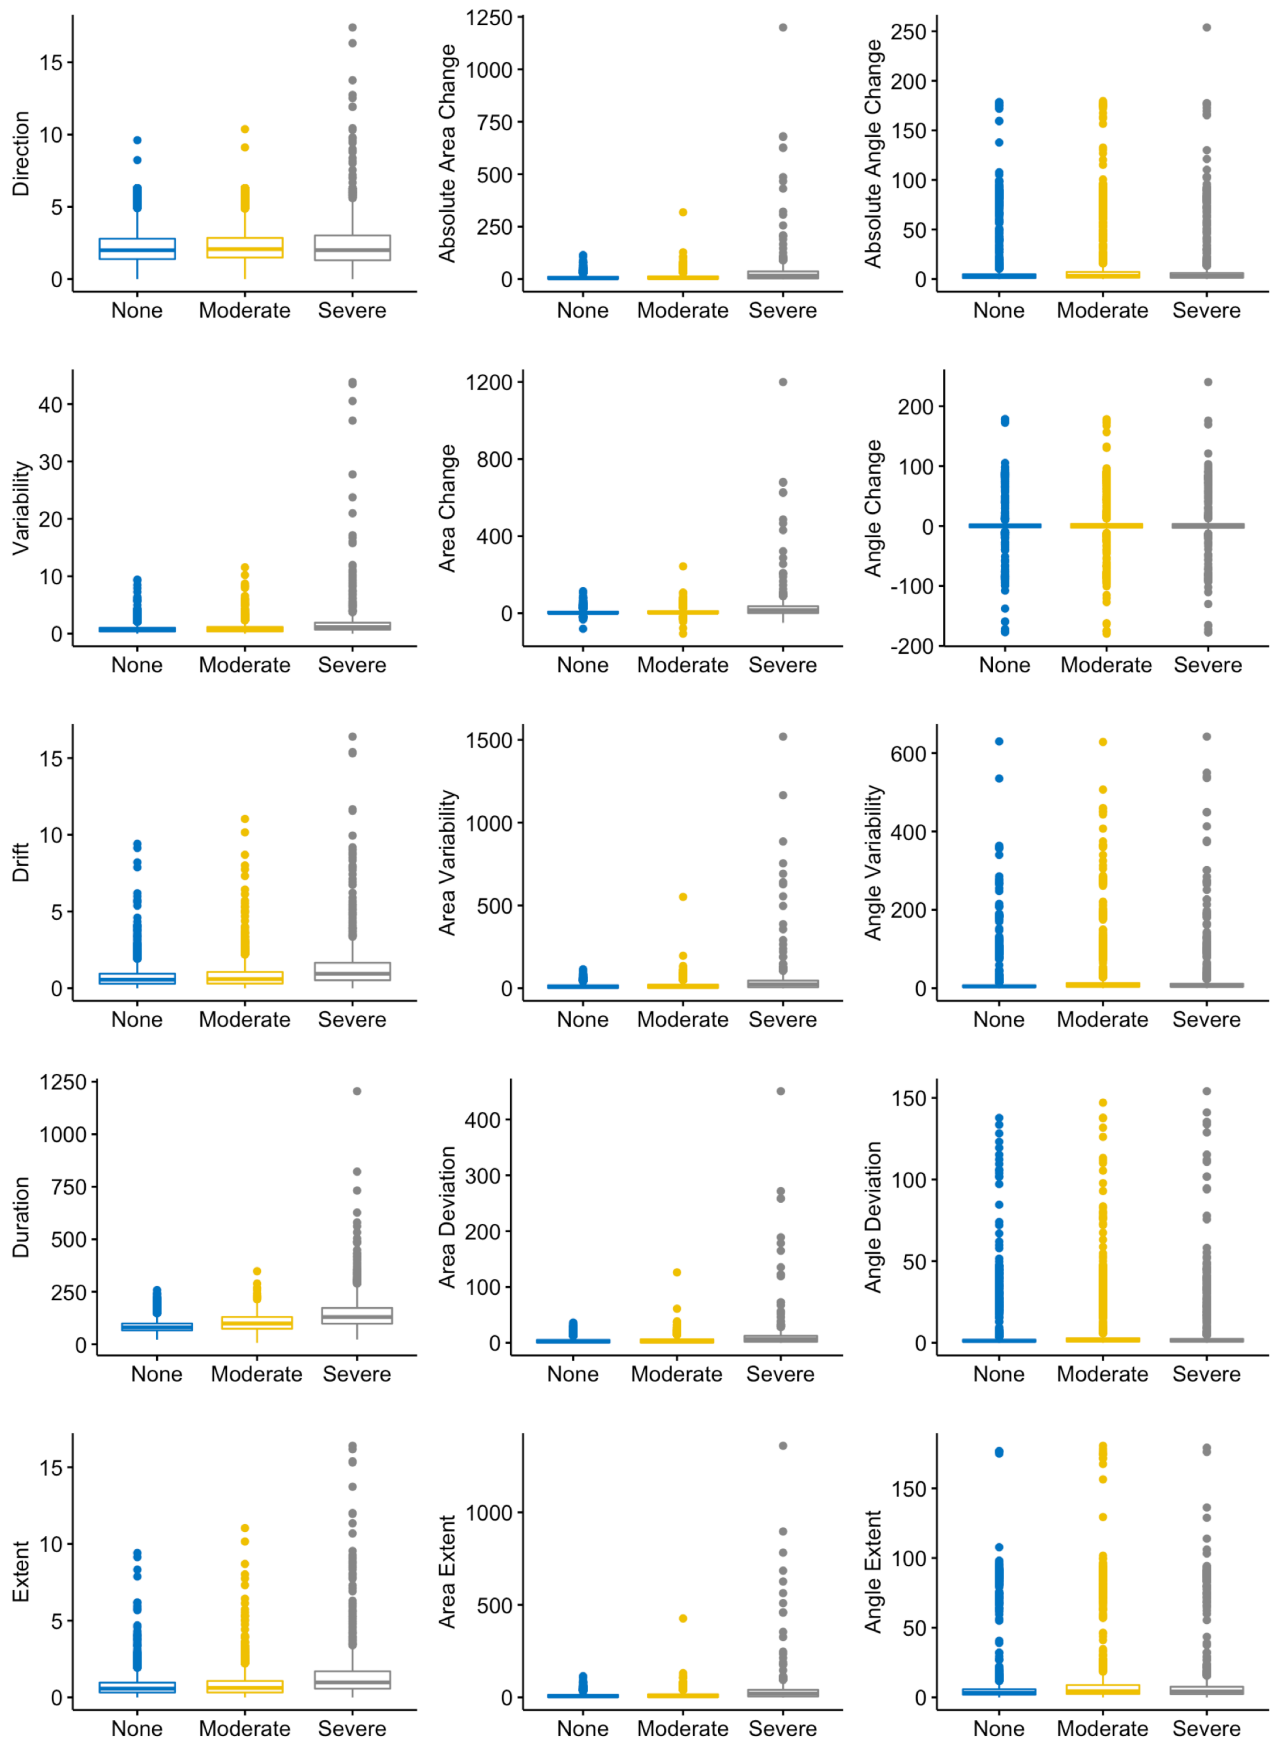 Direction
15
10
5
0
None Moderate Severe
Absolute Area Change
1250
1000
750
500
250
0
None Moderate Severe
Absolute Angle Change
250
200
150
100
50
0
None Moderate Severe
Variability
40
30
20
10
0
None Moderate Severe
Area Change
1200
800
400
0
None Moderate Severe
Angle Change
200
100
0
-100
-200
None Moderate Severe
Drift
15
10
5
0
None Moderate Severe
Area Variability
1500
1000
500
0
None Moderate Severe
Angle Variability
600
400
200
0
None Moderate Severe
Duration
1250
1000
750
500
250
0
None Moderate Severe
Area Deviation
400
300
200
100
0
None Moderate Severe
Angle Deviation
150
100
50
0
None Moderate Severe
Extent
15
10
5
0
None Moderate Severe
Area Extent
1000
500
0
None Moderate Severe
Angle Extent
150
100
50
0
None Moderate Severe